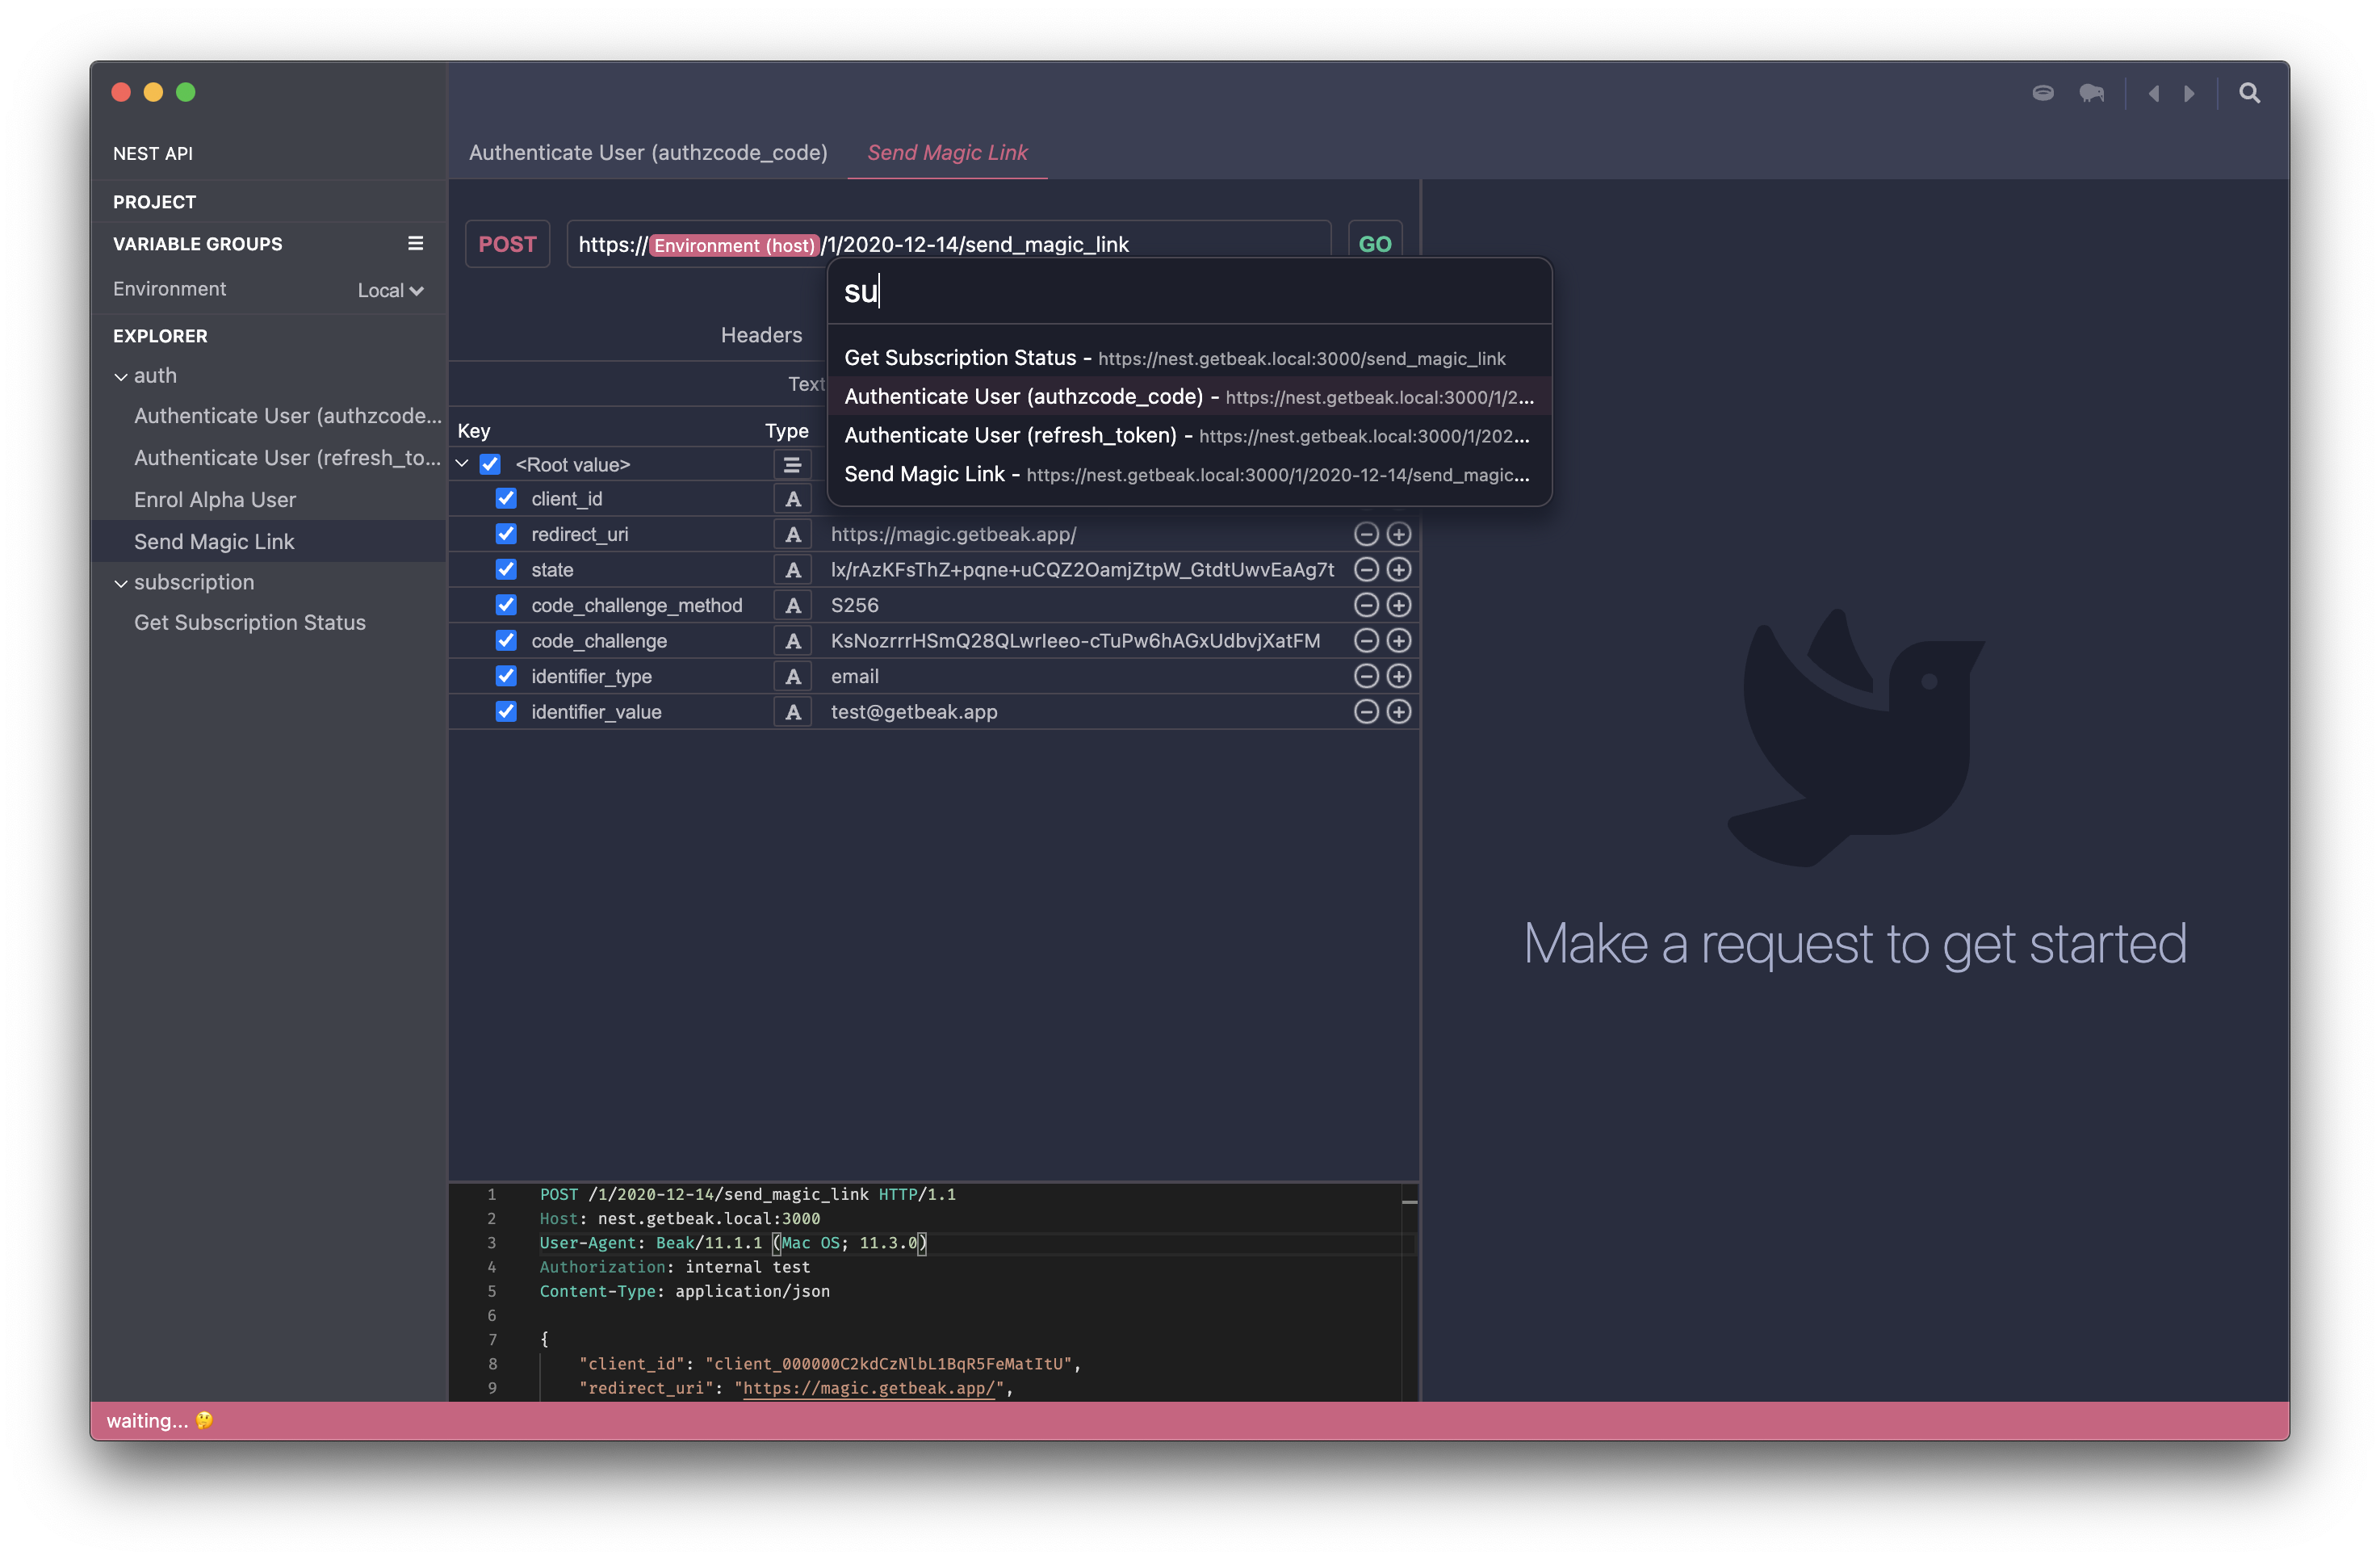 NEST API
PROJECT
VARIABLE GROUPS
Environment Local
EXPLORER
auth
Authenticate User (authzcode...
Authenticate User (refresh_to...
Enrol Alpha User
Send Magic Link
subscription
Get Subscription Status
Authenticate User (authzcode_code) Send Magic Link
POST https://Environment (host)/1/2020-12-14/send_magic_link GO
su
Get Subscription Status - https://nest.getbeak.local:3000/send_magic_link
Authenticate User (authzcode_code) - https://nest.getbeak.local:3000/1/2...
Authenticate User (refresh_token) - https://nest.getbeak.local:3000/1/202...
Send Magic Link - https://nest.getbeak.local:3000/1/2020-12-14/send_magic...
Headers
Text
Key Type
<Root value>
client_id A
redirect_uri A https://magic.getbeak.app/
state A lx/rAzKFsThZ+pqne+uCQZ2OamjZtpW_GtdtUwvEaAg7t
code_challenge_method A S256
code_challenge A KsNozrrrHSmQ28QLwrIeeo-cTuPw6hAGxUdbvjXatFM
identifier_type A email
identifier_value A test@getbeak.app
Make a request to get started
1 POST /1/2020-12-14/send_magic_link HTTP/1.1
2 Host: nest.getbeak.local:3000
3 User-Agent: Beak/11.1.1 (Mac OS; 11.3.0)
4 Authorization: internal test
5 Content-Type: application/json
6
7 {
8 "client_id": "client_000000C2kdCzNlbL1BqR5FeMatItU",
9 "redirect_uri": "https://magic.getbeak.app/",
waiting... 🤔